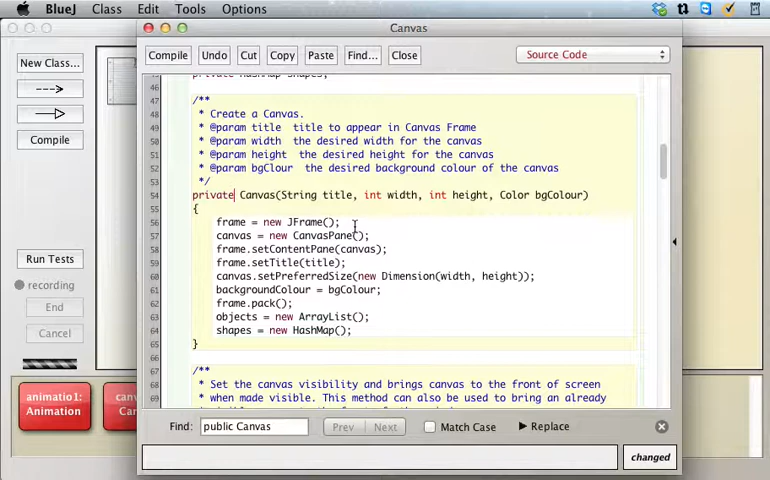 BlueJ Edit Tools Options
Canvas
Compile Undo Cut Copy Paste Find... Close Source Code
New Class...
Compile
Run Tests
recording
End
Cancel
animatio1:
Animation
can
Ca
45 private HashMap shapes;
46
47 /**
48 * Create a Canvas.
49 * @param title title to appear in Canvas Frame
50 * @param width the desired width for the canvas
51 * @param height the desired height for the canvas
52 * @param bgClour the desired background colour of the canvas
53 */
54 private Canvas(String title, int width, int height, Color bgColour)
55 {
56 frame = new JFrame();
57 canvas = new CanvasPane();
58 frame.setContentPane(canvas);
59 frame.setTitle(title);
60 canvas.setPreferredSize(new Dimension(width, height));
61 backgroundColour = bgColour;
62 frame.pack();
63 objects = new ArrayList();
64 shapes = new HashMap();
65 }
66
67 /**
68 * Set the canvas visibility and brings canvas to the front of screen
69 * when made visible. This method can also be used to bring an already
Find: public Canvas Prev Next Match Case Replace
changed